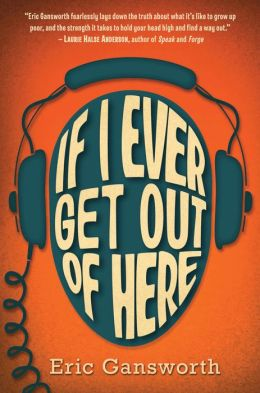 "Eric Gansworth fearlessly lays down the truth about what it's like to grow up
poor, and the strength it takes to hold your head high and find a way out."
– Laurie Halse Anderson, author of Speak and Forge
IF I EVER
GET OUT
OF HERE
Eric Gansworth